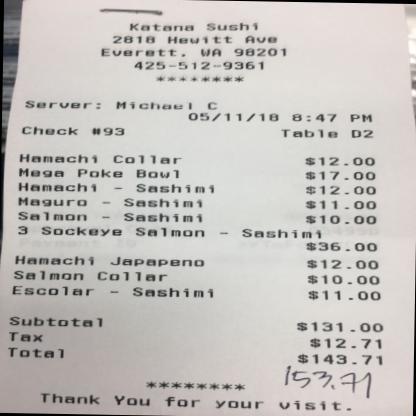 Katana Sushi
2818 Hewitt Ave
Everett, WA 98201
425-512-9361
********
Server: Michael C
05/11/18 8:47 PM
Check #93 Table D2
Hamachi Collar $12.00
Mega Poke Bowl $17.00
Hamachi - Sashimi $12.00
Maguro - Sashimi $11.00
Salmon - Sashimi $10.00
3 Sockeye Salmon - Sashimi
$36.00
Hamachi Japapeno $12.00
Salmon Collar $10.00
Escolar - Sashimi $11.00
Subtotal $131.00
Tax $12.71
Total $143.71
153.71
********
Thank You for your visit.